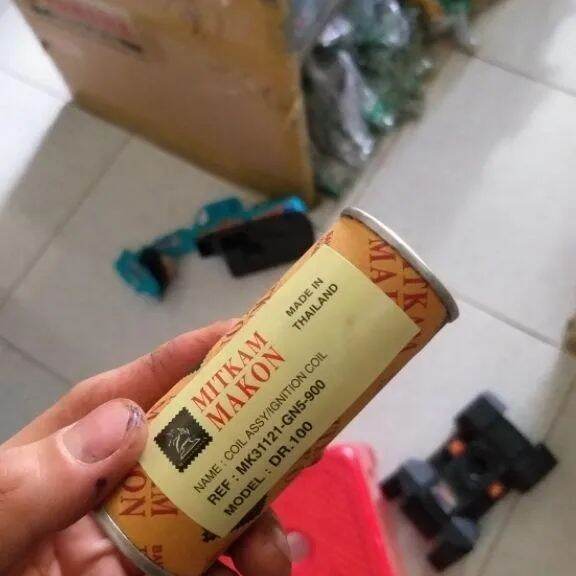 MITKAM
MAKON
MADE IN
THAILAND
NAME : COIL ASSY/IGNITION COIL
REF : MK31121-GN5-900
MODEL : DR.100